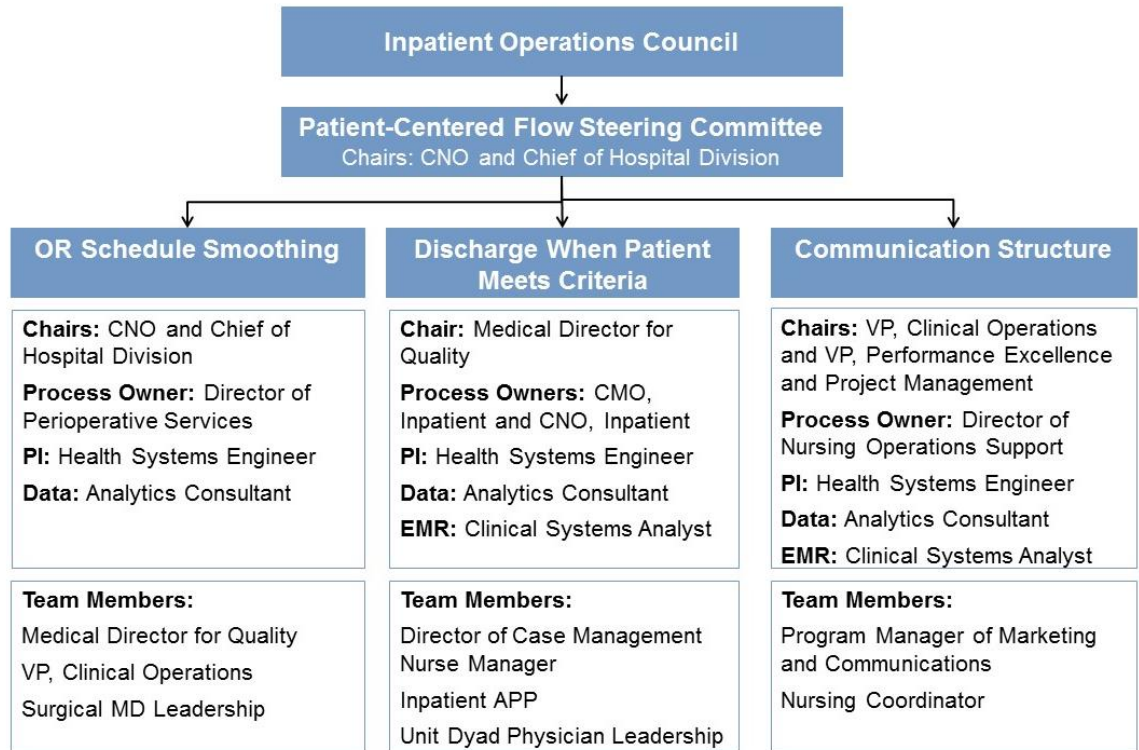 Inpatient Operations Council
Patient-Centered Flow Steering Committee
Chairs: CNO and Chief of Hospital Division
OR Schedule Smoothing
Chairs: CNO and Chief of
Hospital Division
Process Owner: Director of
Perioperative Services
PI: Health Systems Engineer
Data: Analytics Consultant
Team Members:
Medical Director for Quality
VP, Clinical Operations
Surgical MD Leadership
Discharge When Patient
Meets Criteria
Chair: Medical Director for
Quality
Process Owners: CMO,
Inpatient and CNO, Inpatient
PI: Health Systems Engineer
Data: Analytics Consultant
EMR: Clinical Systems Analyst
Team Members:
Director of Case Management
Nurse Manager
Inpatient APP
Unit Dyad Physician Leadership
Communication Structure
Chairs: VP, Clinical Operations
and VP, Performance Excellence
and Project Management
Process Owner: Director of
Nursing Operations Support
PI: Health Systems Engineer
Data: Analytics Consultant
EMR: Clinical Systems Analyst
Team Members:
Program Manager of Marketing
and Communications
Nursing Coordinator